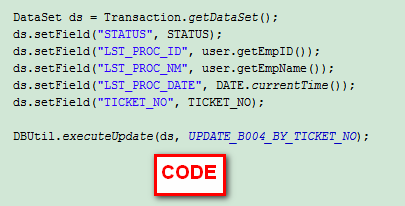 DataSet ds = Transaction.getDataSet();
ds.setField("STATUS", STATUS);
ds.setField("LST_PROC_ID", user.getEmpID());
ds.setField("LST_PROC_NM", user.getEmpName());
ds.setField("LST_PROC_DATE", DATE.currentTime());
ds.setField("TICKET_NO", TICKET_NO);
DBUtil.executeUpdate(ds, UPDATE_B004_BY_TICKET_NO);
CODE